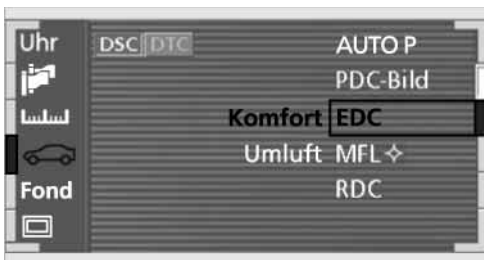 Uhr DSC DTC AUTO P
PDC-Bild
Komfort EDC
Umluft MFL
Fond RDC